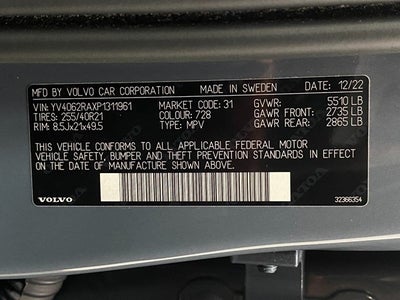 MFD BY VOLVO CAR CORPORATION MADE IN SWEDEN DATE: 12/22
VIN: YV4062RAXP1311961 MARKET CODE: 31 GVWR: 5510 LB
TIRES: 255/40R21 COLOUR: 728 GAWR FRONT: 2735 LB
RIM: 8.5Jx21x49.5 TYPE: MPV GAWR REAR: 2865 LB
THIS VEHICLE CONFORMS TO ALL APPLICABLE FEDERAL MOTOR
VEHICLE SAFETY, BUMPER AND THEFT PREVENTION STANDARDS IN
EFFECT ON THE DATE OF MANUFACTURE SHOWN ABOVE.
VOLVO 32366354